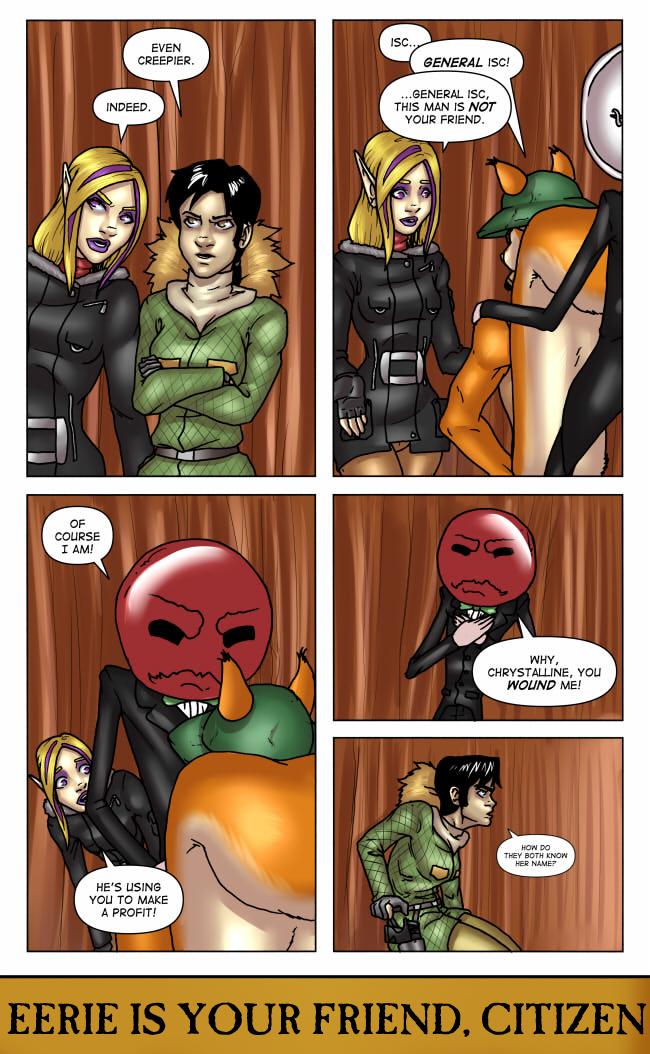 EVEN
CREEPIER.
INDEED.
ISC...
GENERAL ISC!
...GENERAL ISC,
THIS MAN IS NOT
YOUR FRIEND.
OF
COURSE
I AM!
HE'S USING
YOU TO MAKE
A PROFIT!
WHY,
CHRYSTALLINE, YOU
WOUND ME!
HOW DO
THEY BOTH KNOW
HER NAME?
EERIE IS YOUR FRIEND, CITIZEN